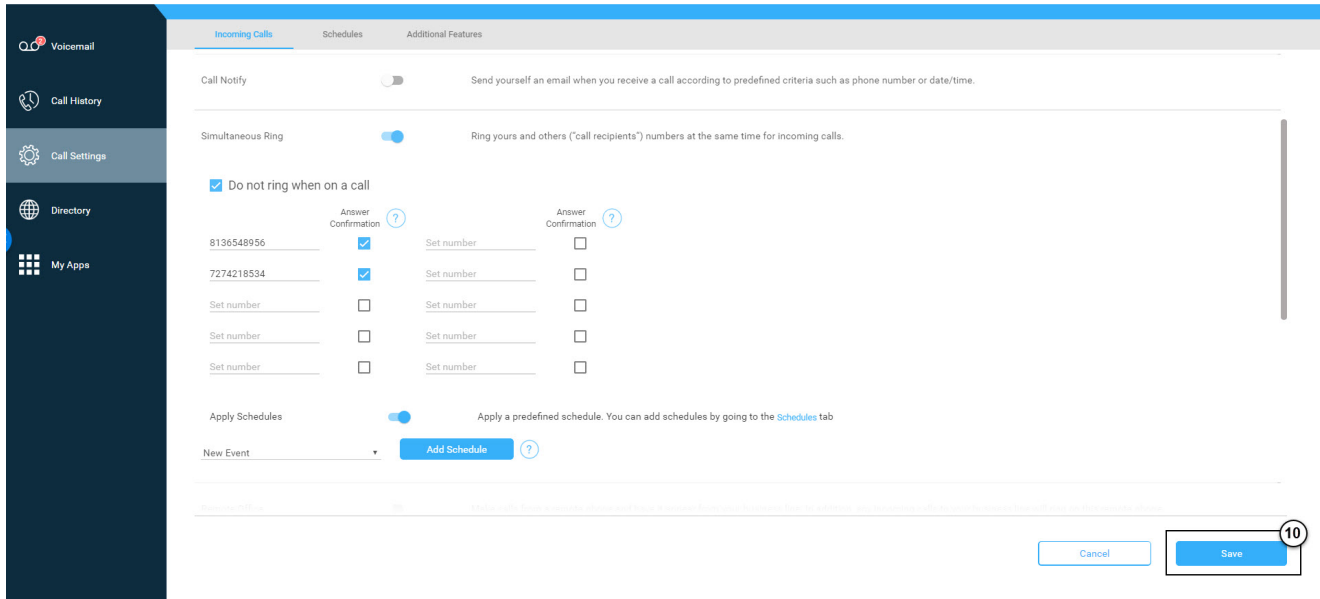 2
Voicemail
Call History
Call Settings
Directory
My Apps
Incoming Calls Schedules Additional Features
Call Notify Send yourself an email when you receive a call according to predefined criteria such as phone number or date/time.
Simultaneous Ring Ring yours and others ("call recipients") numbers at the same time for incoming calls.
Do not ring when on a call
Answer Confirmation ? Answer Confirmation ?
8136548956 Set number
7274218534 Set number
Set number Set number
Set number Set number
Set number Set number
Apply Schedules Apply a predefined schedule. You can add schedules by going to the Schedules tab
New Event Add Schedule ?
Cancel Save
10